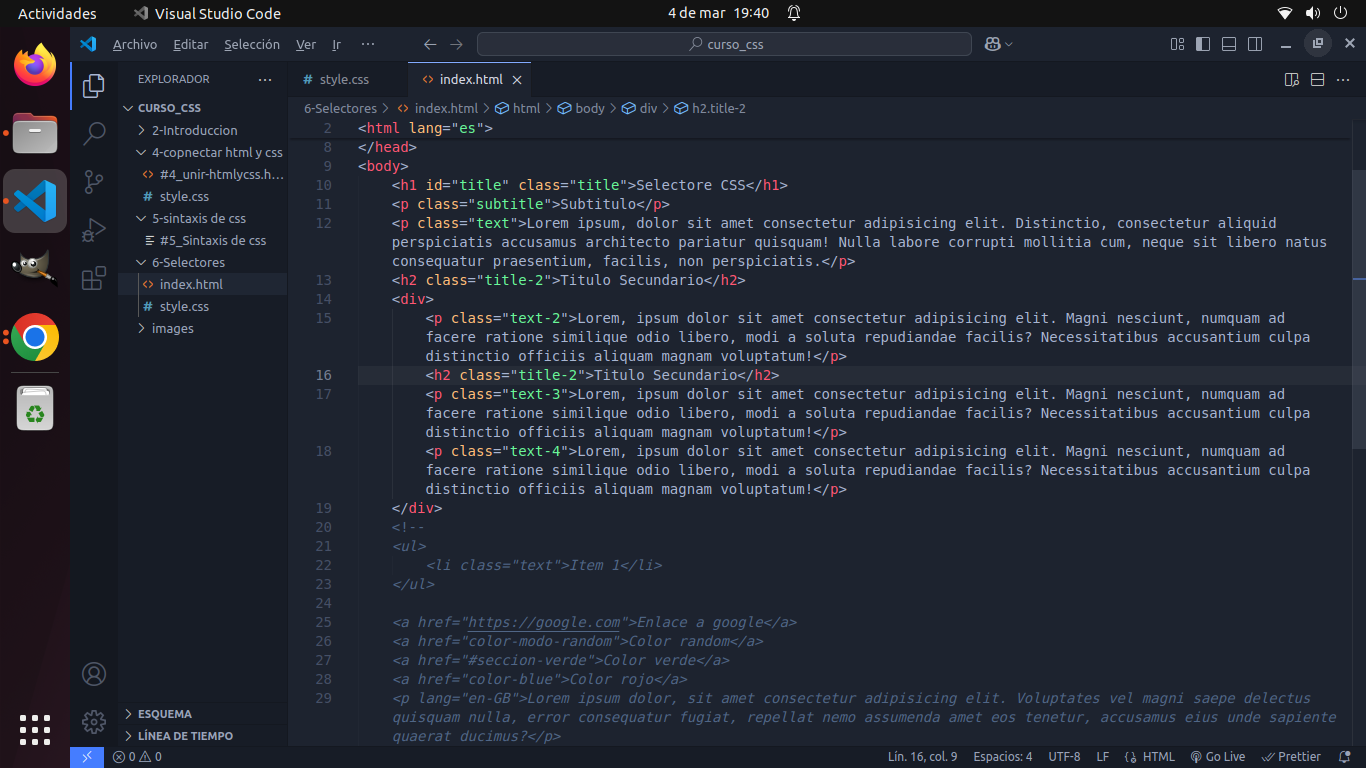 Actividades
Visual Studio Code
4 de mar 19:40
Archivo Editar Selección Ver Ir ···
curso_css
EXPLORADOR ···
CURSO_CSS
2-Introduccion
4-copnectar html y css
#4_unir-htmlycss.h...
style.css
5-sintaxis de css
#5_Sintaxis de css
6-Selectores
index.html
style.css
images
ESQUEMA
LÍNEA DE TIEMPO
style.css
index.html
6-Selectores > index.html > html > body > div > h2.title-2
2 <html lang="es">
8 </head>
9 <body>
10 <h1 id="title" class="title">Selectore CSS</h1>
11 <p class="subtitle">Subtitulo</p>
12 <p class="text">Lorem ipsum, dolor sit amet consectetur adipisicing elit. Distinctio, consectetur aliquid
perspiciatis accusamus architecto pariatur quisquam! Nulla labore corrupti mollitia cum, neque sit libero natus
consequatur praesentium, facilis, non perspiciatis.</p>
13 <h2 class="title-2">Titulo Secundario</h2>
14 <div>
15 <p class="text-2">Lorem, ipsum dolor sit amet consectetur adipisicing elit. Magni nesciunt, numquam ad
facere ratione similique odio libero, modi a soluta repudiandae facilis? Necessitatibus accusantium culpa
distinctio officiis aliquam magnam voluptatum!</p>
16 <h2 class="title-2">Titulo Secundario</h2>
17 <p class="text-3">Lorem, ipsum dolor sit amet consectetur adipisicing elit. Magni nesciunt, numquam ad
facere ratione similique odio libero, modi a soluta repudiandae facilis? Necessitatibus accusantium culpa
distinctio officiis aliquam magnam voluptatum!</p>
18 <p class="text-4">Lorem, ipsum dolor sit amet consectetur adipisicing elit. Magni nesciunt, numquam ad
facere ratione similique odio libero, modi a soluta repudiandae facilis? Necessitatibus accusantium culpa
distinctio officiis aliquam magnam voluptatum!</p>
19 </div>
20 <!--
21 <ul>
22 <li class="text">Item 1</li>
23 </ul>
24
25 <a href="https://google.com">Enlace a google</a>
26 <a href="color-modo-random">Color random</a>
27 <a href="#seccion-verde">Color verde</a>
28 <a href="color-blue">Color rojo</a>
29 <p lang="en-GB">Lorem ipsum dolor, sit amet consectetur adipisicing elit. Voluptates vel magni saepe delectus
quisquam nulla, error consequatur fugiat, repellat nemo assumenda amet eos tenetur, accusamus eius unde sapiente
quaerat ducimus?</p>
0 0
Lín. 16, col. 9 Espacios: 4 UTF-8 LF {} HTML Go Live Prettier